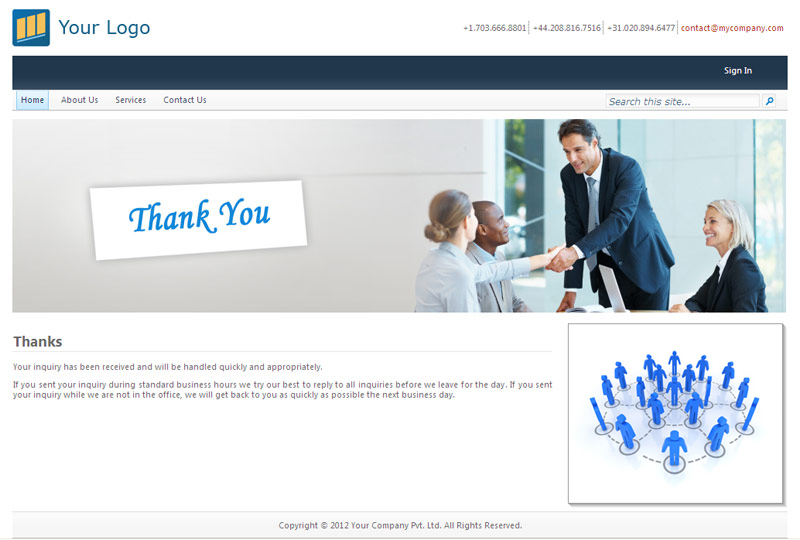 Your Logo
+1.703.666.8801 +44.208.816.7516 +31.020.894.6477 contact@mycompany.com
Sign In
Home About Us Services Contact Us Search this site...
Thank You
Thanks
Your inquiry has been received and will be handled quickly and appropriately.
If you sent your inquiry during standard business hours we try our best to reply to all inquiries before we leave for the day. If you sent
your inquiry while we are not in the office, we will get back to you as quickly as possible the next business day.
Copyright © 2012 Your Company Pvt. Ltd. All Rights Reserved.